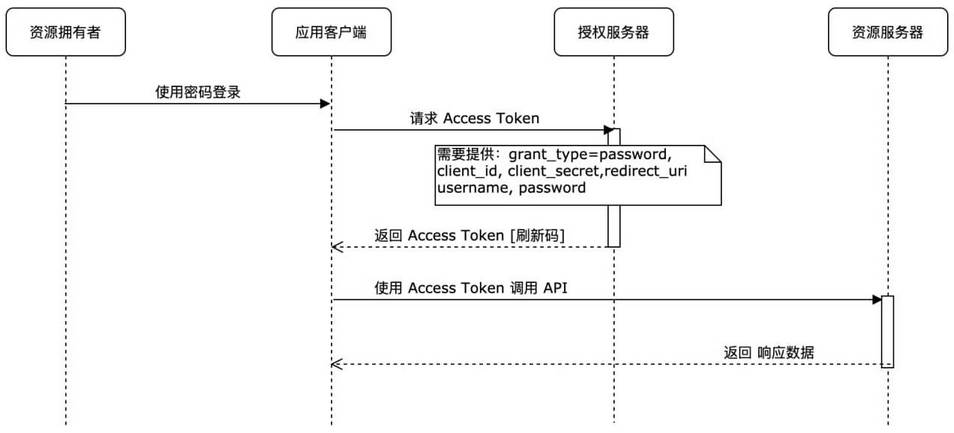 资源拥有者
应用客户端
授权服务器
资源服务器
使用密码登录
请求 Access Token
需要提供：grant_type=password,
client_id, client_secret,redirect_uri
username, password
返回 Access Token [刷新码]
使用 Access Token 调用 API
返回 响应数据